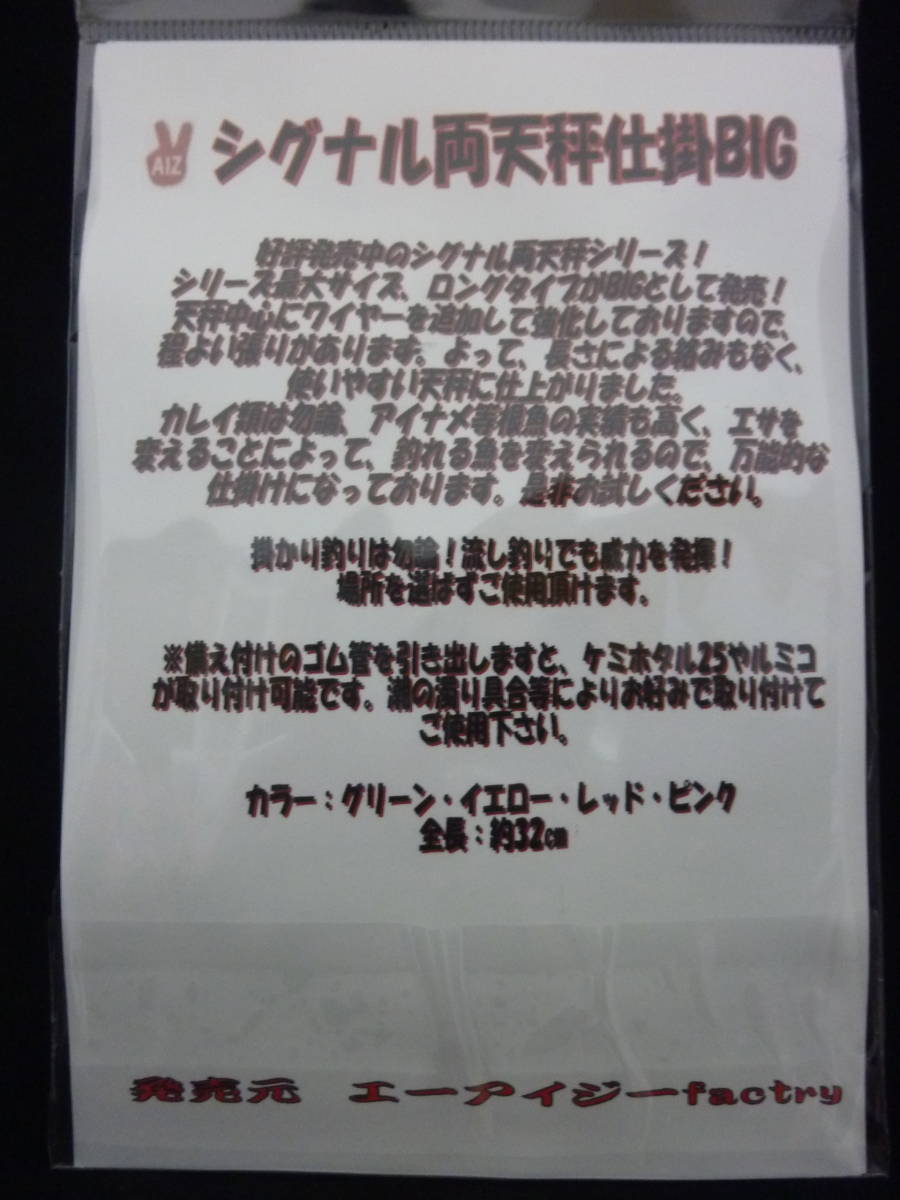 AIZ シグナル両天秤仕掛BIG
好評発売中のシグナル両天秤シリーズ！
シリーズ最大サイズ、ロングタイプがBIGとして発売！
天秤中心にワイヤーを追加して強化しておりますので、
程よい張りがあります。よって、長さによる絡みもなく、
使いやすい天秤に仕上がりました。
カレイ類は勿論、アイナメ等根魚の実績も高く、エサを
変えることによって、釣れる魚を変えられるので、万能的な
仕掛けになっております。是非お試しください。
掛かり釣りは勿論！流し釣りでも威力を発揮！
場所を選ばずご使用頂けます。
※備え付けのゴム管を引き出しますと、ケミホタル25やルミコ
が取り付け可能です。潮の濁り具合等によりお好みで取り付けて
ご使用下さい。
カラー：グリーン・イエロー・レッド・ピンク
全長：約32cm
発売元　エーアイジーfactry